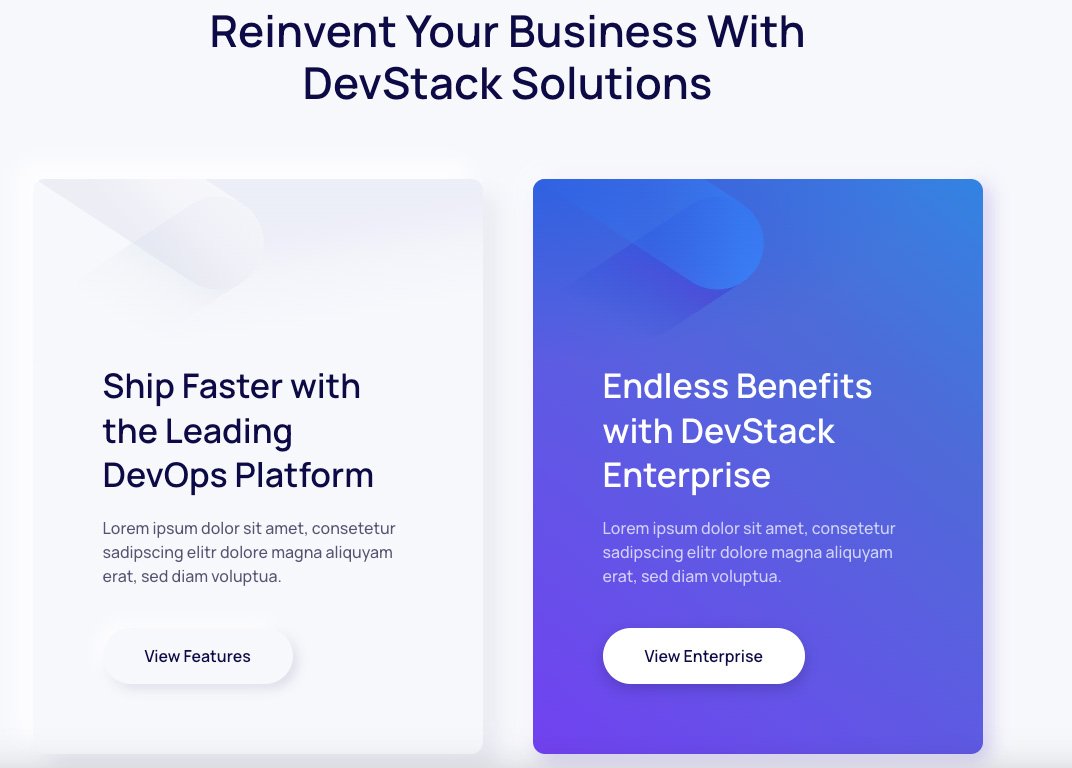 Reinvent Your Business With
DevStack Solutions
Ship Faster with
the Leading
DevOps Platform
Lorem ipsum dolor sit amet, consetetur
sadipscing elitr dolore magna aliquyam
erat, sed diam voluptua.
View Features
Endless Benefits
with DevStack
Enterprise
Lorem ipsum dolor sit amet, consetetur
sadipscing elitr dolore magna aliquyam
erat, sed diam voluptua.
View Enterprise